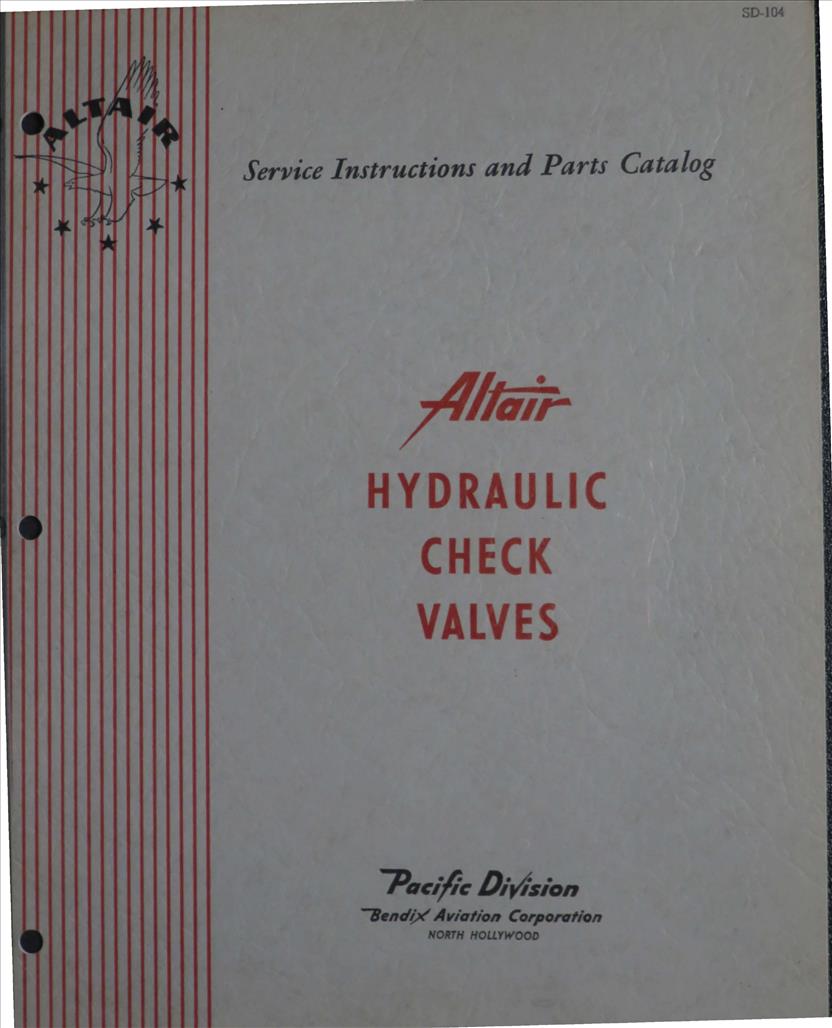 SD-104
ALTAIR
Service Instructions and Parts Catalog
Altair
HYDRAULIC
CHECK
VALVES
Pacific Division
Bendix Aviation Corporation
NORTH HOLLYWOOD